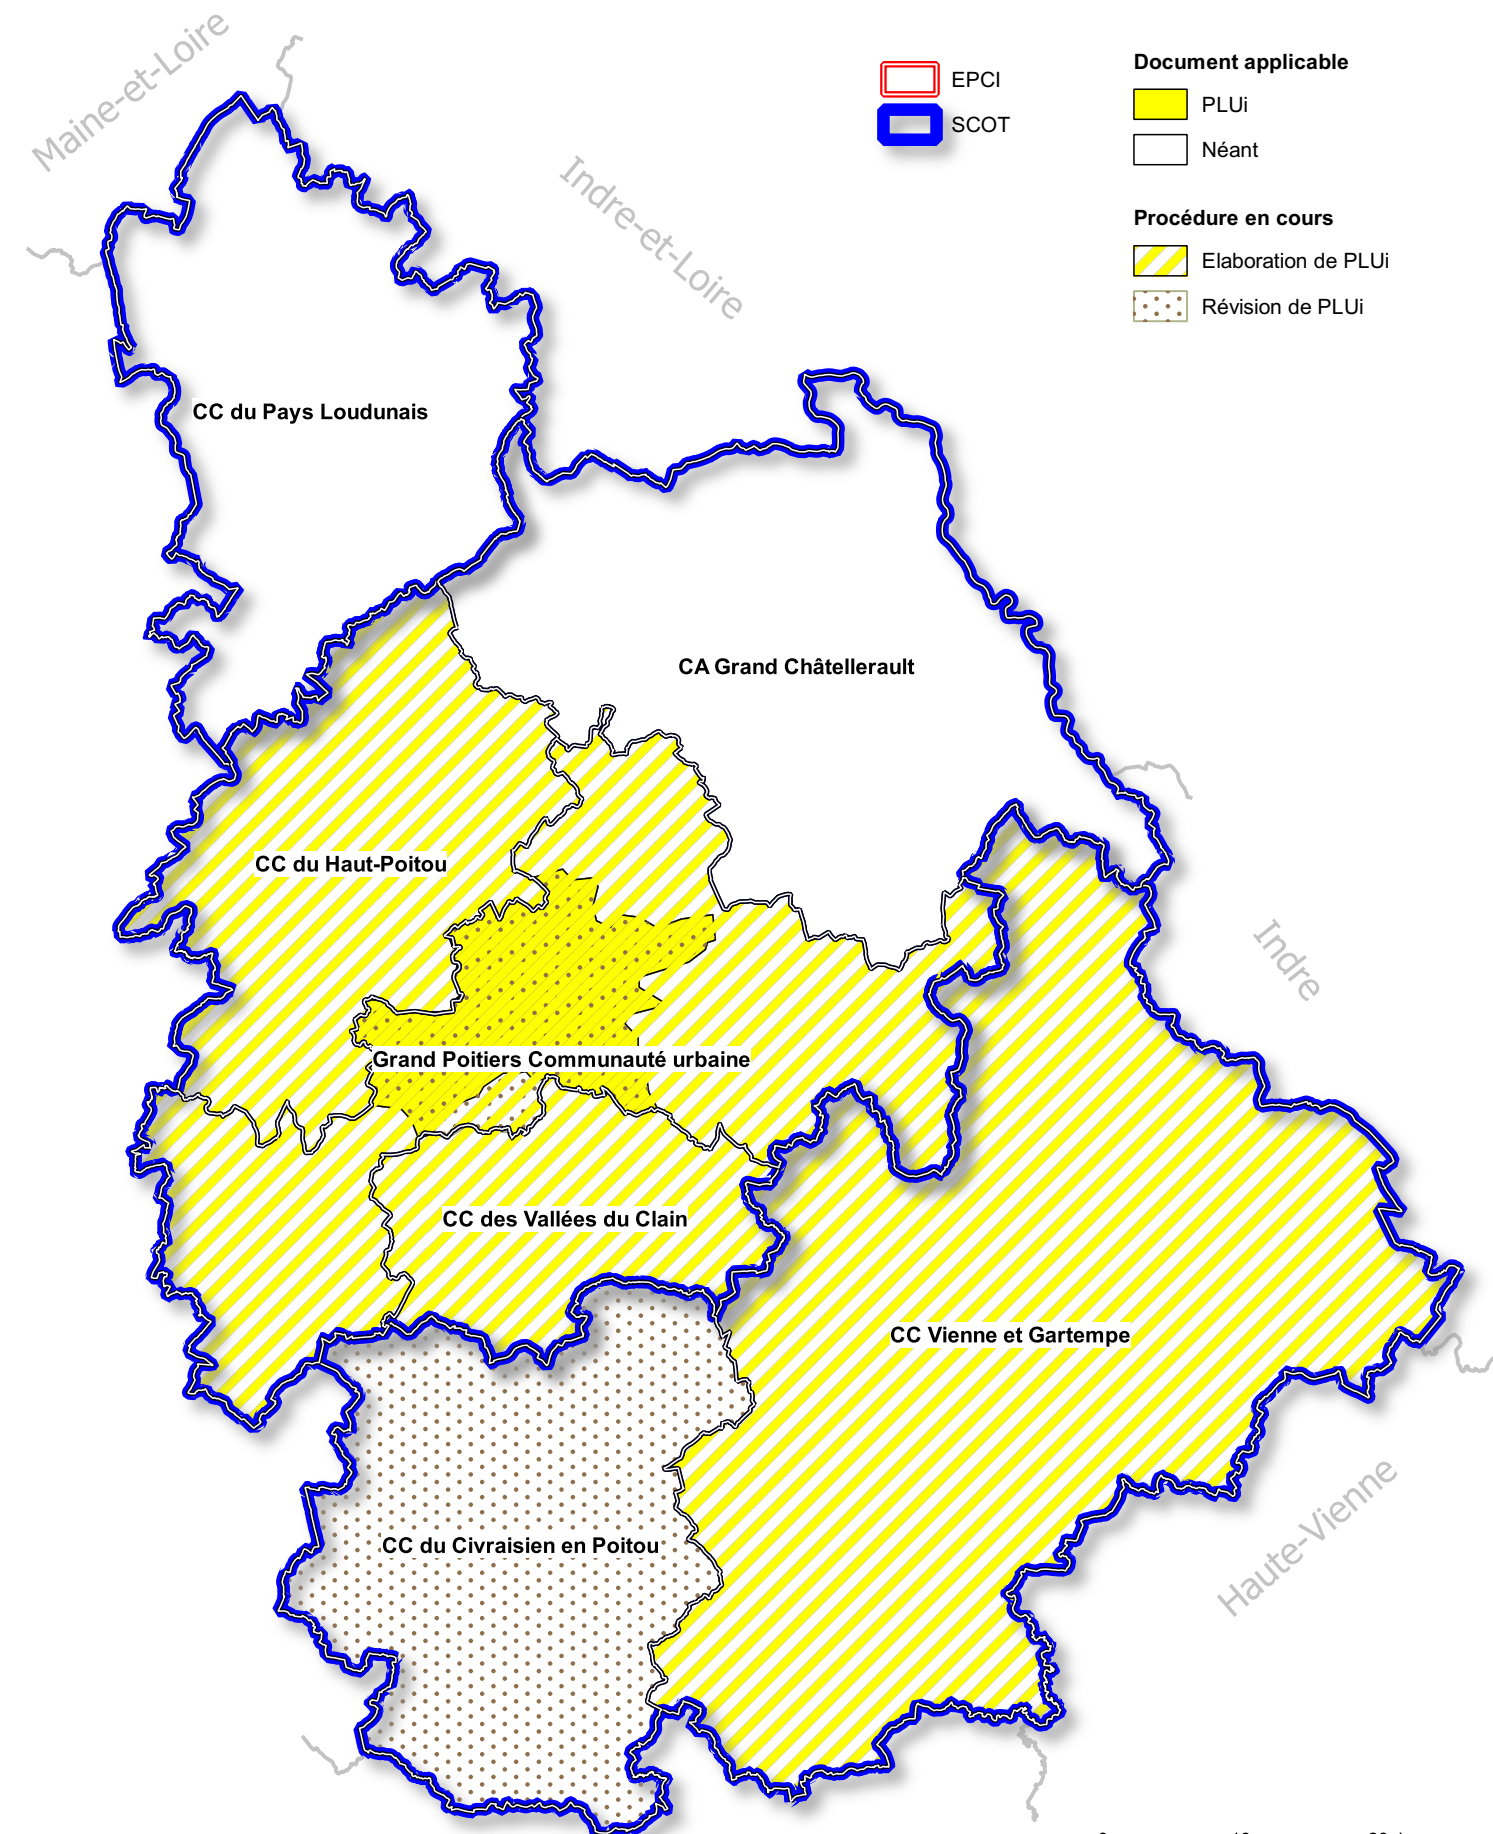 Maine-et-Loire
EPCI
SCOT
Document applicable
PLUi
Néant
Indre-et-Loire
Procédure en cours
Elaboration de PLUi
Révision de PLUi
CC du Pays Loudunais
CA Grand Châtellerault
CC du Haut-Poitou
Indre
Grand Poitiers Communauté urbaine
CC des Vallées du Clain
CC Vienne et Gartempe
Haute-Vienne
CC du Civraisien en Poitou